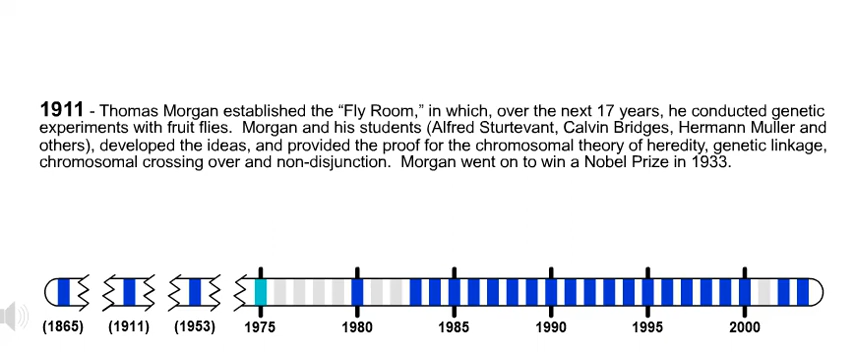 1911 - Thomas Morgan established the “Fly Room,” in which, over the next 17 years, he conducted genetic
experiments with fruit flies.  Morgan and his students (Alfred Sturtevant, Calvin Bridges, Hermann Muller and
others), developed the ideas, and provided the proof for the chromosomal theory of heredity, genetic linkage,
chromosomal crossing over and non-disjunction.  Morgan went on to win a Nobel Prize in 1933.
(1865) (1911) (1953) 1975 1980 1985 1990 1995 2000